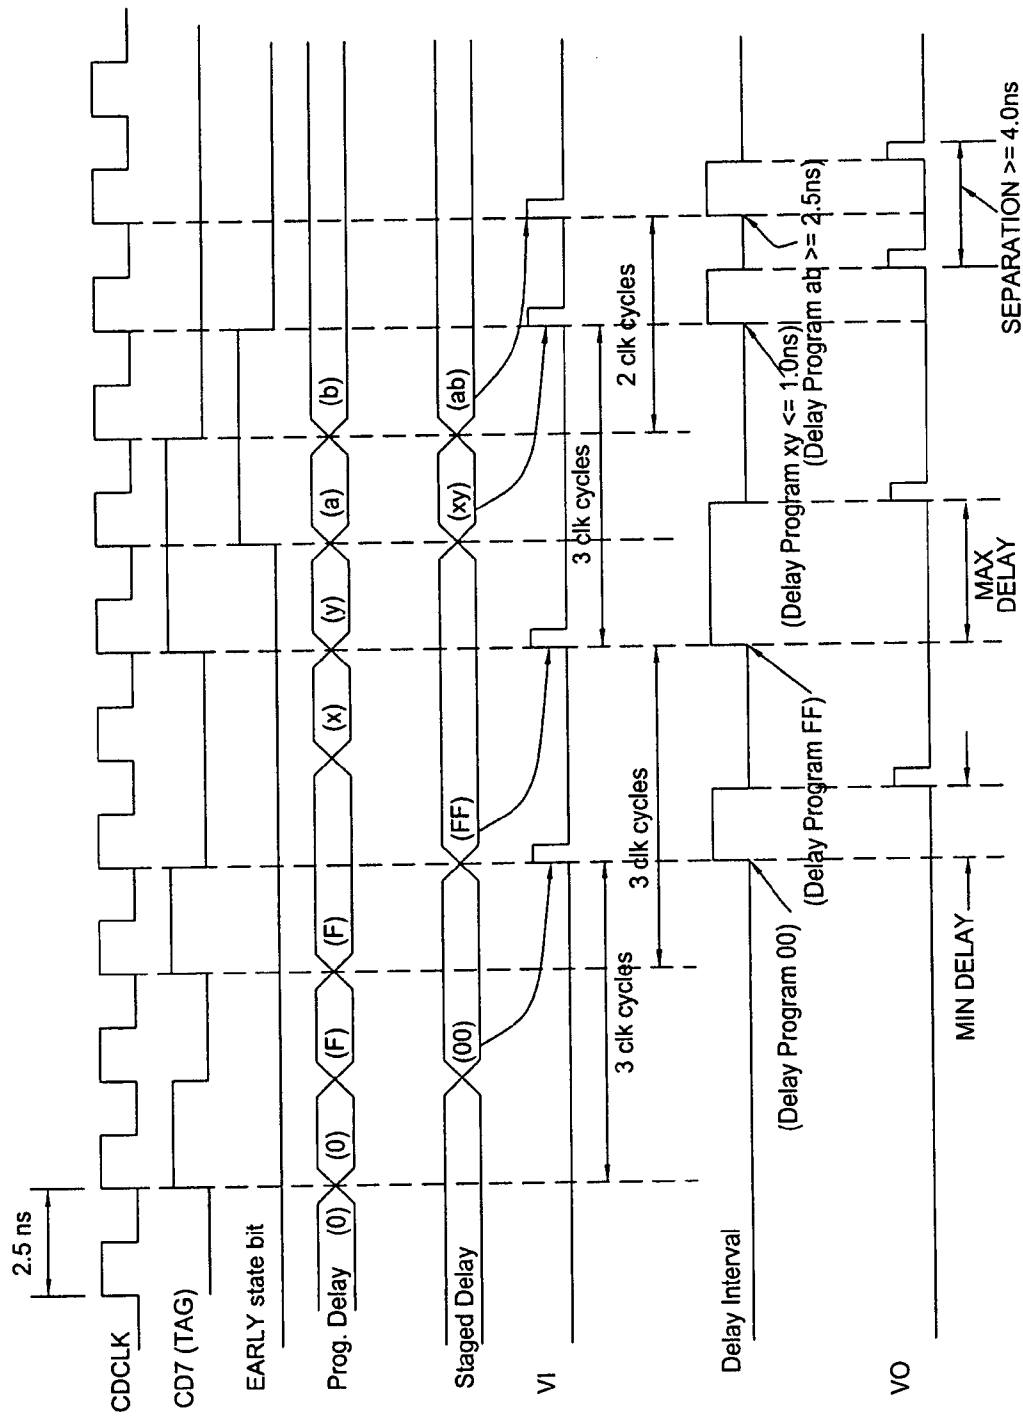 2.5 ns
CDCLK
CD7 (TAG)
EARLY state bit
Prog. Delay (0) (0) (F) (F) (x) (y) (a) (b)
Staged Delay (00) (FF) (xy) (ab)
VI
3 clk cycles
3 clk cycles
3 clk cycles
2 clk cycles
Delay Interval
(Delay Program 00)
(Delay Program FF)
(Delay Program xy <= 1.0ns)
(Delay Program ab >= 2.5ns)
VO
MIN DELAY
MAX
DELAY
SEPARATION >= 4.0ns